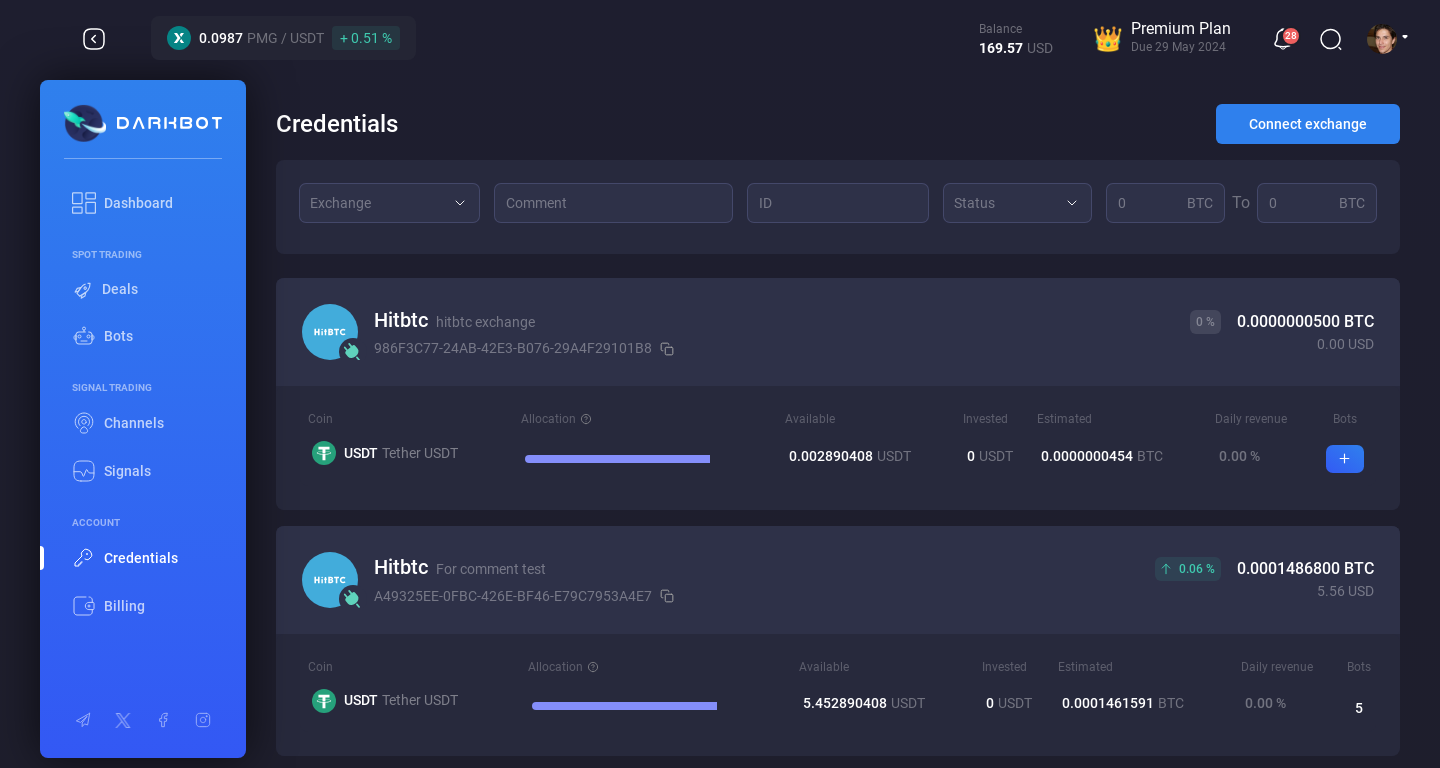 0.0987 PMG / USDT + 0.51 %
Balance
169.57 USD
Premium Plan
Due 29 May 2024
28
DARKBOT
Dashboard
SPOT TRADING
Deals
Bots
SIGNAL TRADING
Channels
Signals
ACCOUNT
Credentials
Billing
Credentials
Connect exchange
Exchange Comment ID Status 0 BTC To 0 BTC
HitBTC
Hitbtc hitbtc exchange
986F3C77-24AB-42E3-B076-29A4F29101B8
0 % 0.0000000500 BTC
0.00 USD
Coin Allocation Available Invested Estimated Daily revenue Bots
USDT Tether USDT 0.002890408 USDT 0 USDT 0.0000000454 BTC 0.00 % +
HitBTC
Hitbtc For comment test
A49325EE-0FBC-426E-BF46-E79C7953A4E7
0.06 % 0.0001486800 BTC
5.56 USD
Coin Allocation Available Invested Estimated Daily revenue Bots
USDT Tether USDT 5.452890408 USDT 0 USDT 0.0001461591 BTC 0.00 % 5